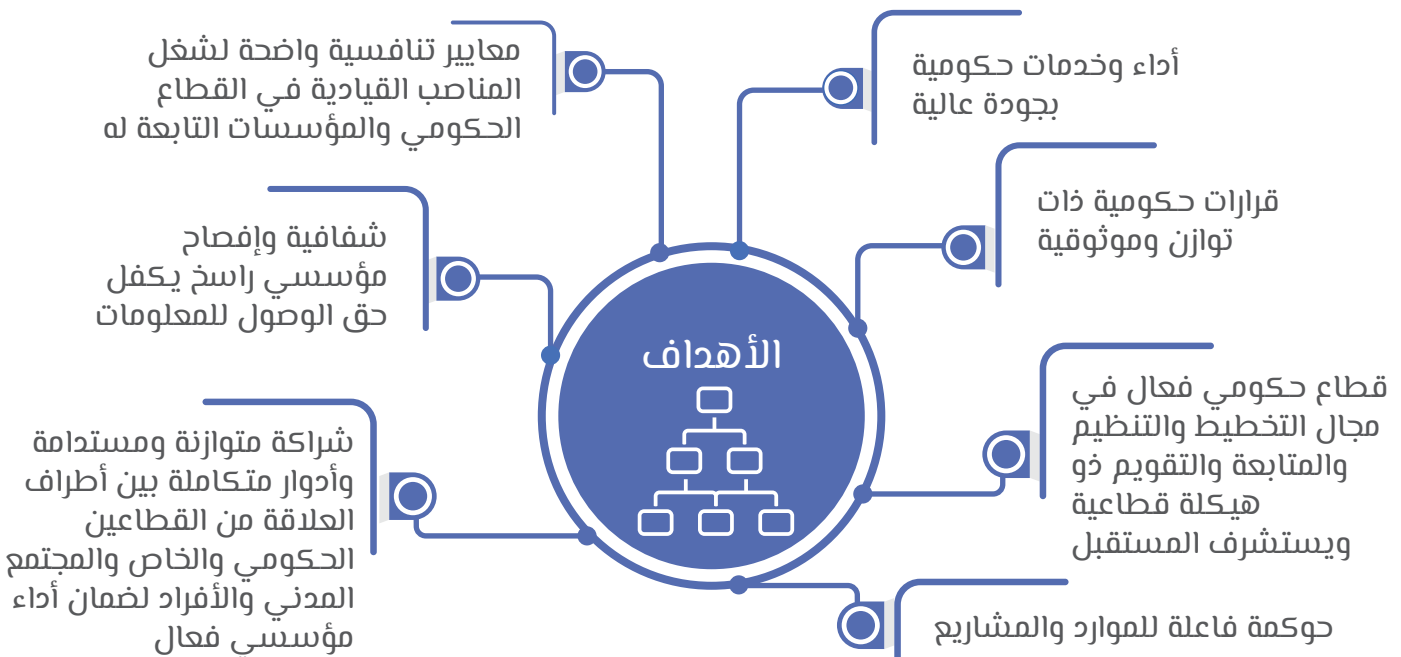 الأهداف
أداء وخدمات حكومية
بجودة عالية
قرارات حكومية ذات
توازن وموثوقية
قطاع حكومي فعال في
مجال التخطيط والتنظيم
والمتابعة والتقويم ذو
هيكلة قطاعية
ويستشرف المستقبل
حوكمة فاعلة للموارد والمشاريع
معايير تنافسية واضحة لشغل
المناصب القيادية في القطاع
الحكومي والمؤسسات التابعة له
شفافية وإفصاح
مؤسسي راسخ يكفل
حق الوصول للمعلومات
شراكة متوازنة ومستدامة
وأدوار متكاملة بين أطراف
العلاقة من القطاعين
الحكومي والخاص والمجتمع
المدني والأفراد لضمان أداء
مؤسسي فعال